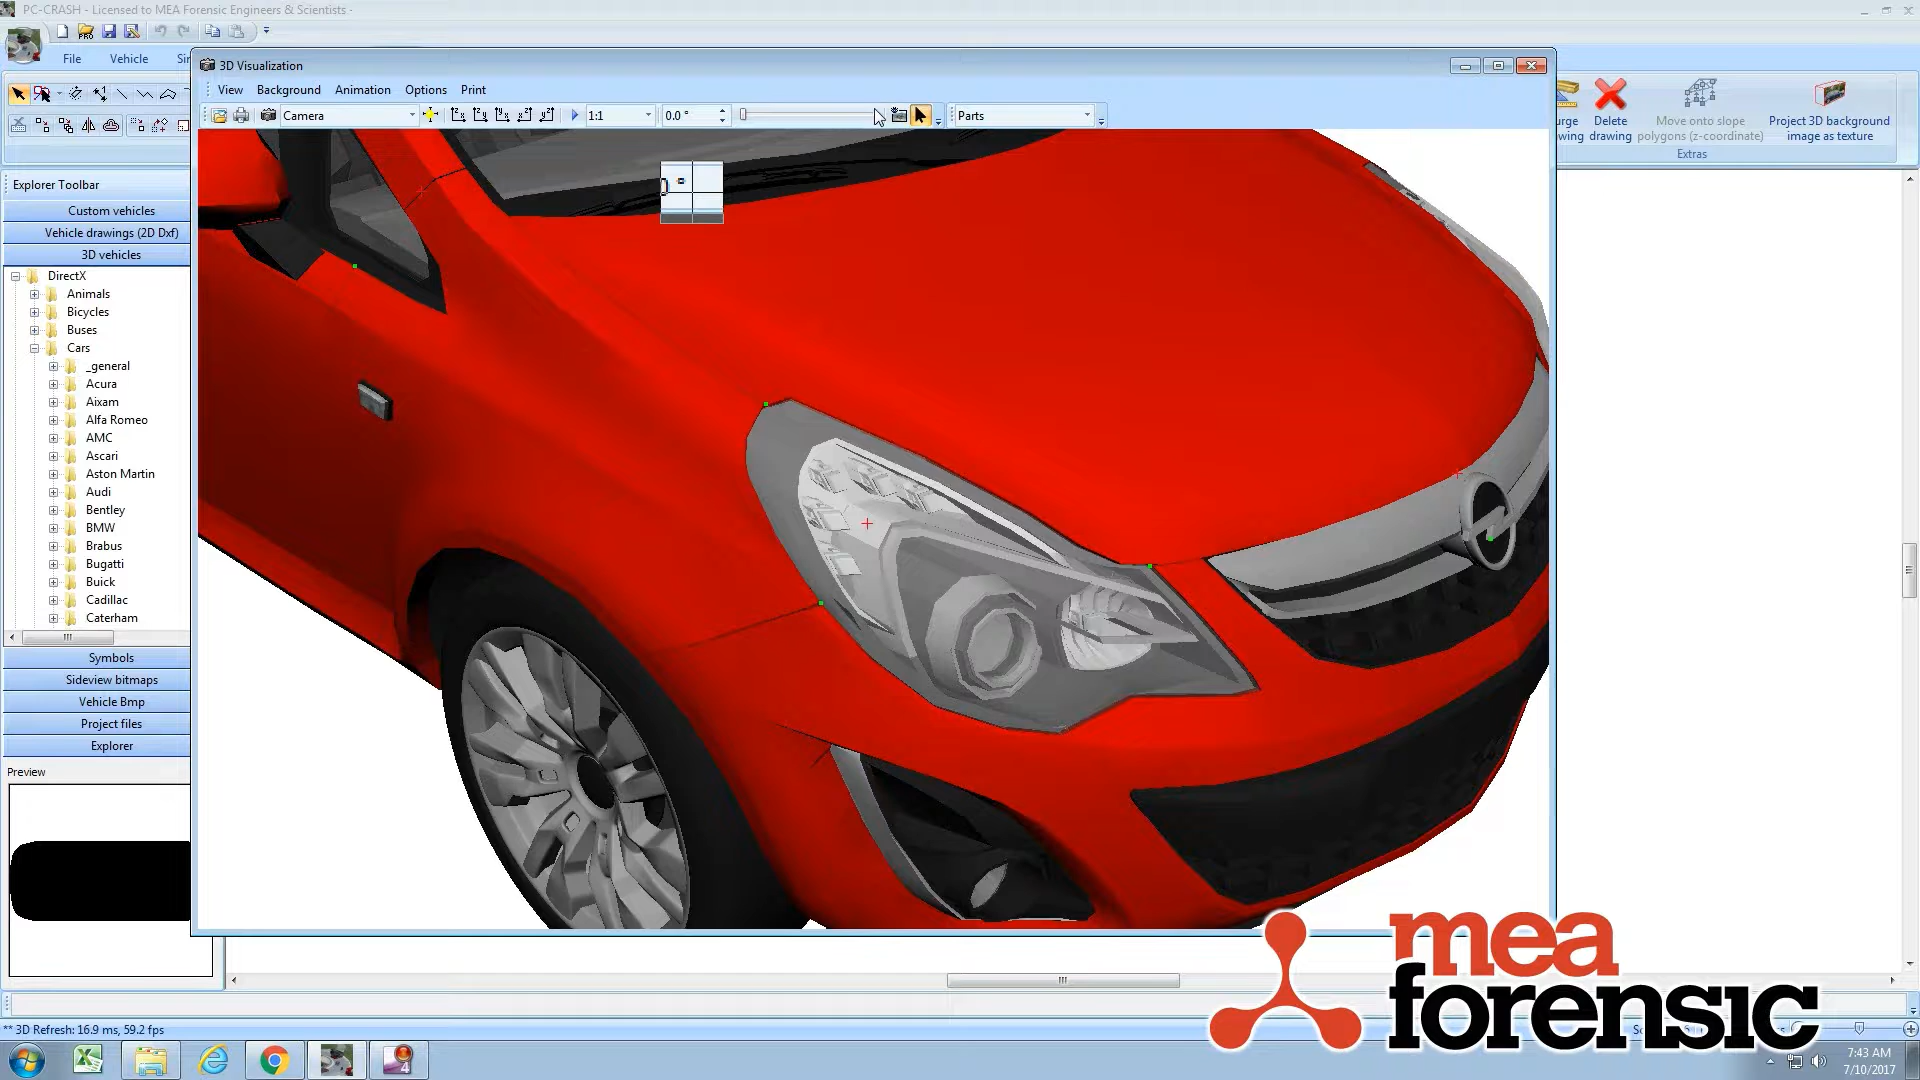 PC-CRASH - Licensed to MEA Forensic Engineers & Scientists -
File
Vehicle
3D Visualization
View
Background
Animation
Options
Print
Camera
1:1
0.0 °
Parts
Delete
drawing
Move onto slope
polygons (z-coordinate)
Project 3D background
image as texture
Extras
Explorer Toolbar
Custom vehicles
Vehicle drawings (2D Dxf)
3D vehicles
DirectX
Animals
Bicycles
Buses
Cars
_general
Acura
Aixam
Alfa Romeo
AMC
Ascari
Aston Martin
Audi
Bentley
BMW
Brabus
Bugatti
Buick
Cadillac
Caterham
Symbols
Sideview bitmaps
Vehicle Bmp
Project files
Explorer
Preview
** 3D Refresh: 16.9 ms, 59.2 fps
mea
forensic
7:43 AM
7/10/2017